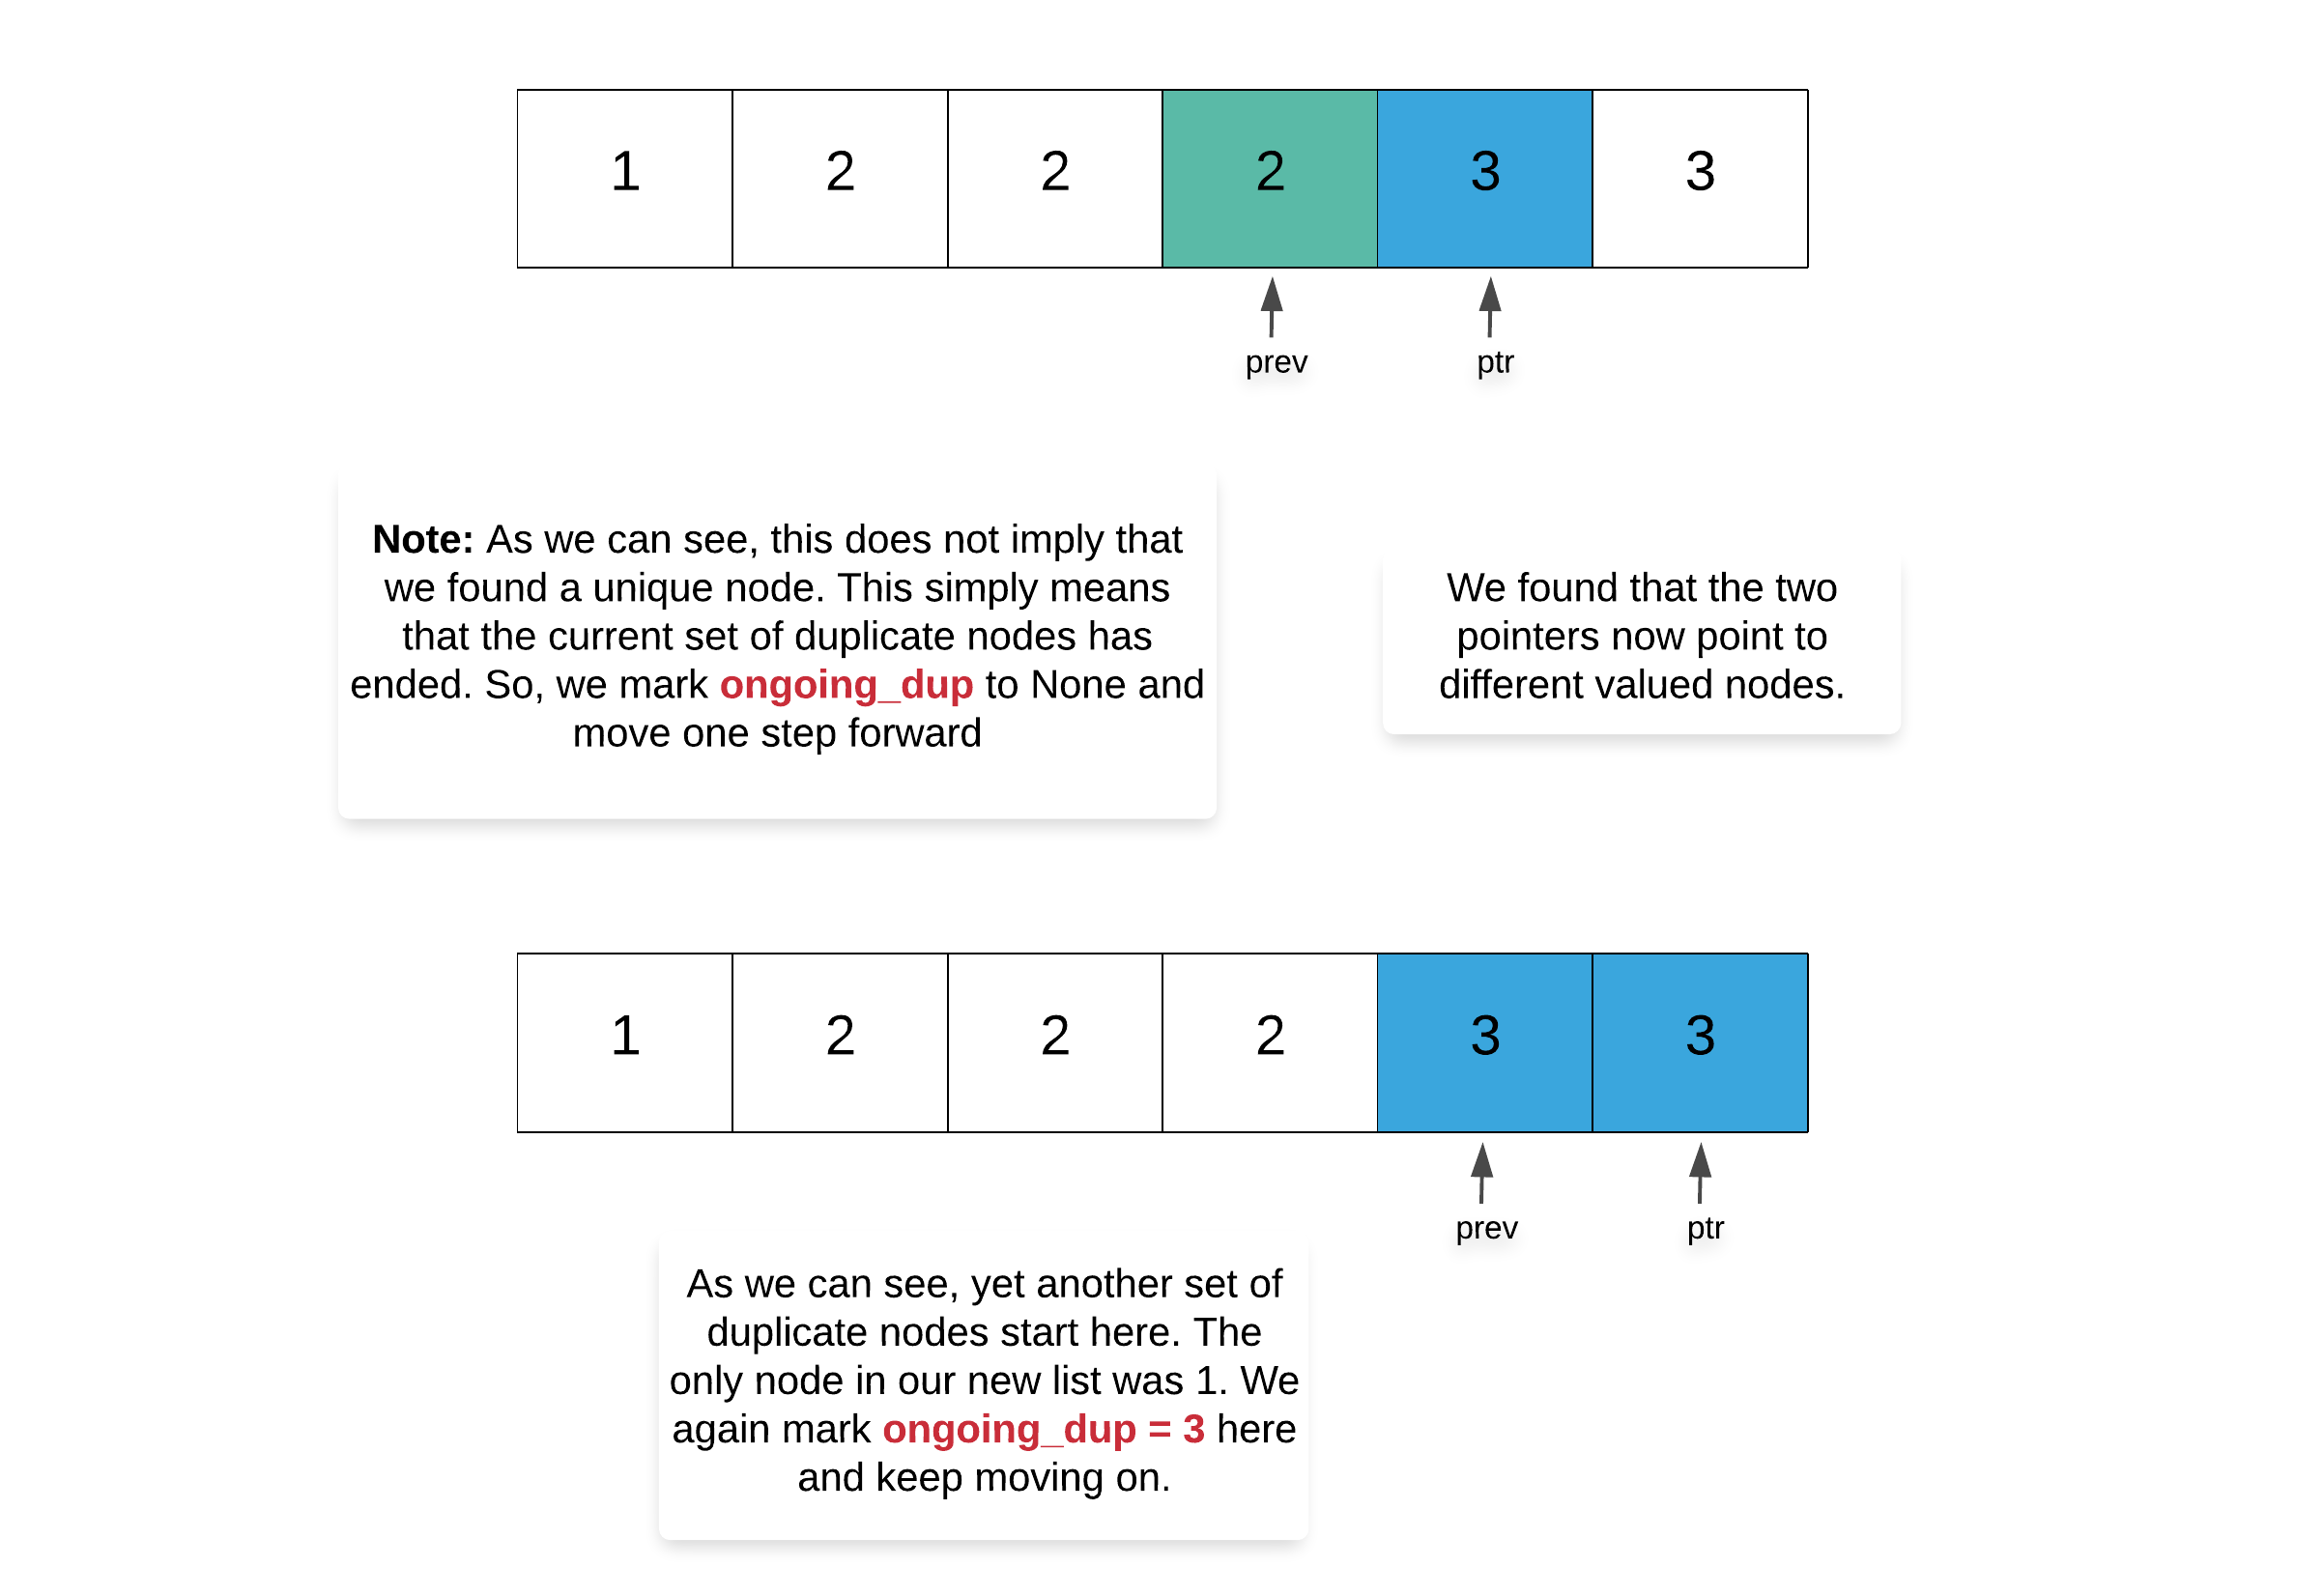 1 2 2 2 3 3
prev ptr
Note: As we can see, this does not imply that
we found a unique node. This simply means
that the current set of duplicate nodes has
ended. So, we mark ongoing_dup to None and
move one step forward
We found that the two
pointers now point to
different valued nodes.
1 2 2 2 3 3
prev ptr
As we can see, yet another set of
duplicate nodes start here. The
only node in our new list was 1. We
again mark ongoing_dup = 3 here
and keep moving on.